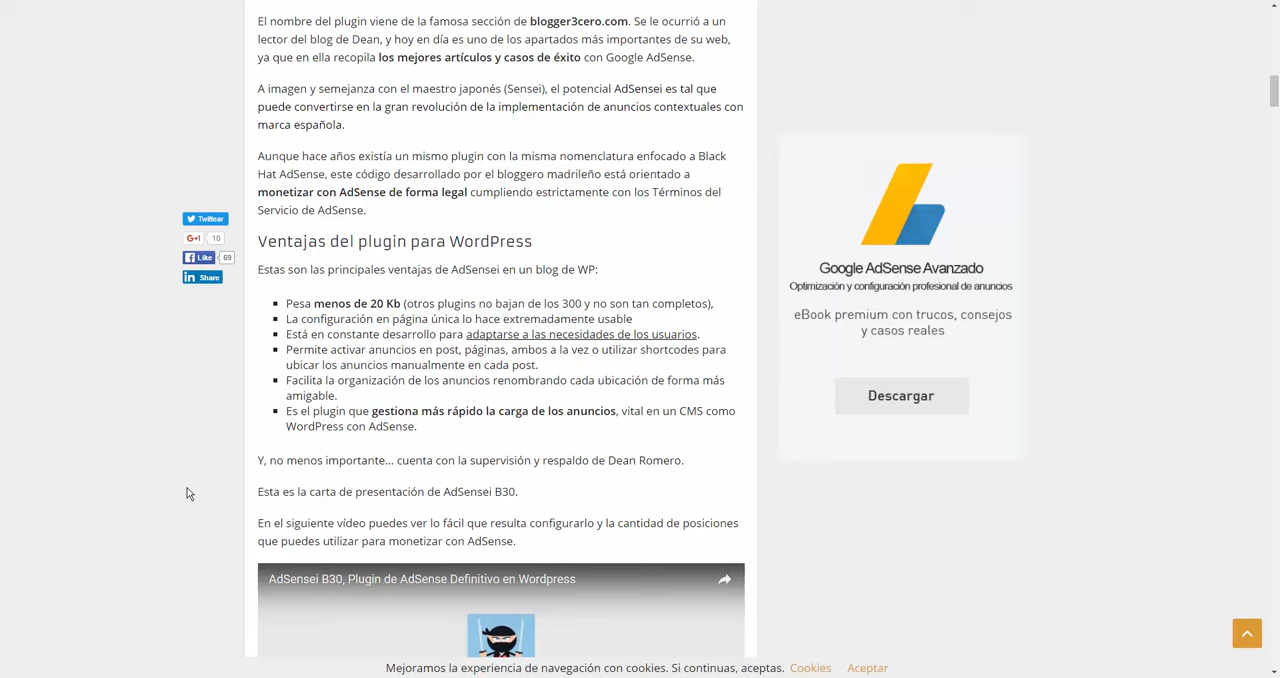 El nombre del plugin viene de la famosa sección de blogger3cero.com. Se le ocurrió a un
lector del blog de Dean, y hoy en día es uno de los apartados más importantes de su web,
ya que en ella recopila los mejores artículos y casos de éxito con Google AdSense.
A imagen y semejanza con el maestro japonés (Sensei), el potencial AdSensei es tal que
puede convertirse en la gran revolución de la implementación de anuncios contextuales con
marca española.
Aunque hace años existía un mismo plugin con la misma nomenclatura enfocado a Black
Hat AdSense, este código desarrollado por el bloggero madrileño está orientado a
monetizar con AdSense de forma legal cumpliendo estrictamente con los Términos del
Servicio de AdSense.
Twittear
G+1 10
Like 69
in Share
Ventajas del plugin para WordPress
Estas son las principales ventajas de AdSensei en un blog de WP:
Pesa menos de 20 Kb (otros plugins no bajan de los 300 y no son tan completos),
La configuración en página única lo hace extremadamente usable
Está en constante desarrollo para adaptarse a las necesidades de los usuarios.
Permite activar anuncios en post, páginas, ambos a la vez o utilizar shortcodes para
ubicar los anuncios manualmente en cada post.
Facilita la organización de los anuncios renombrando cada ubicación de forma más
amigable.
Es el plugin que gestiona más rápido la carga de los anuncios, vital en un CMS como
WordPress con AdSense.
Y, no menos importante... cuenta con la supervisión y respaldo de Dean Romero.
Esta es la carta de presentación de AdSensei B30.
En el siguiente vídeo puedes ver lo fácil que resulta configurarlo y la cantidad de posiciones
que puedes utilizar para monetizar con AdSense.
AdSensei B30, Plugin de AdSense Definitivo en Wordpress
Google AdSense Avanzado
Optimización y configuración profesional de anuncios
eBook premium con trucos, consejos
y casos reales
Descargar
Mejoramos la experiencia de navegación con cookies. Si continuas, aceptas. Cookies Aceptar